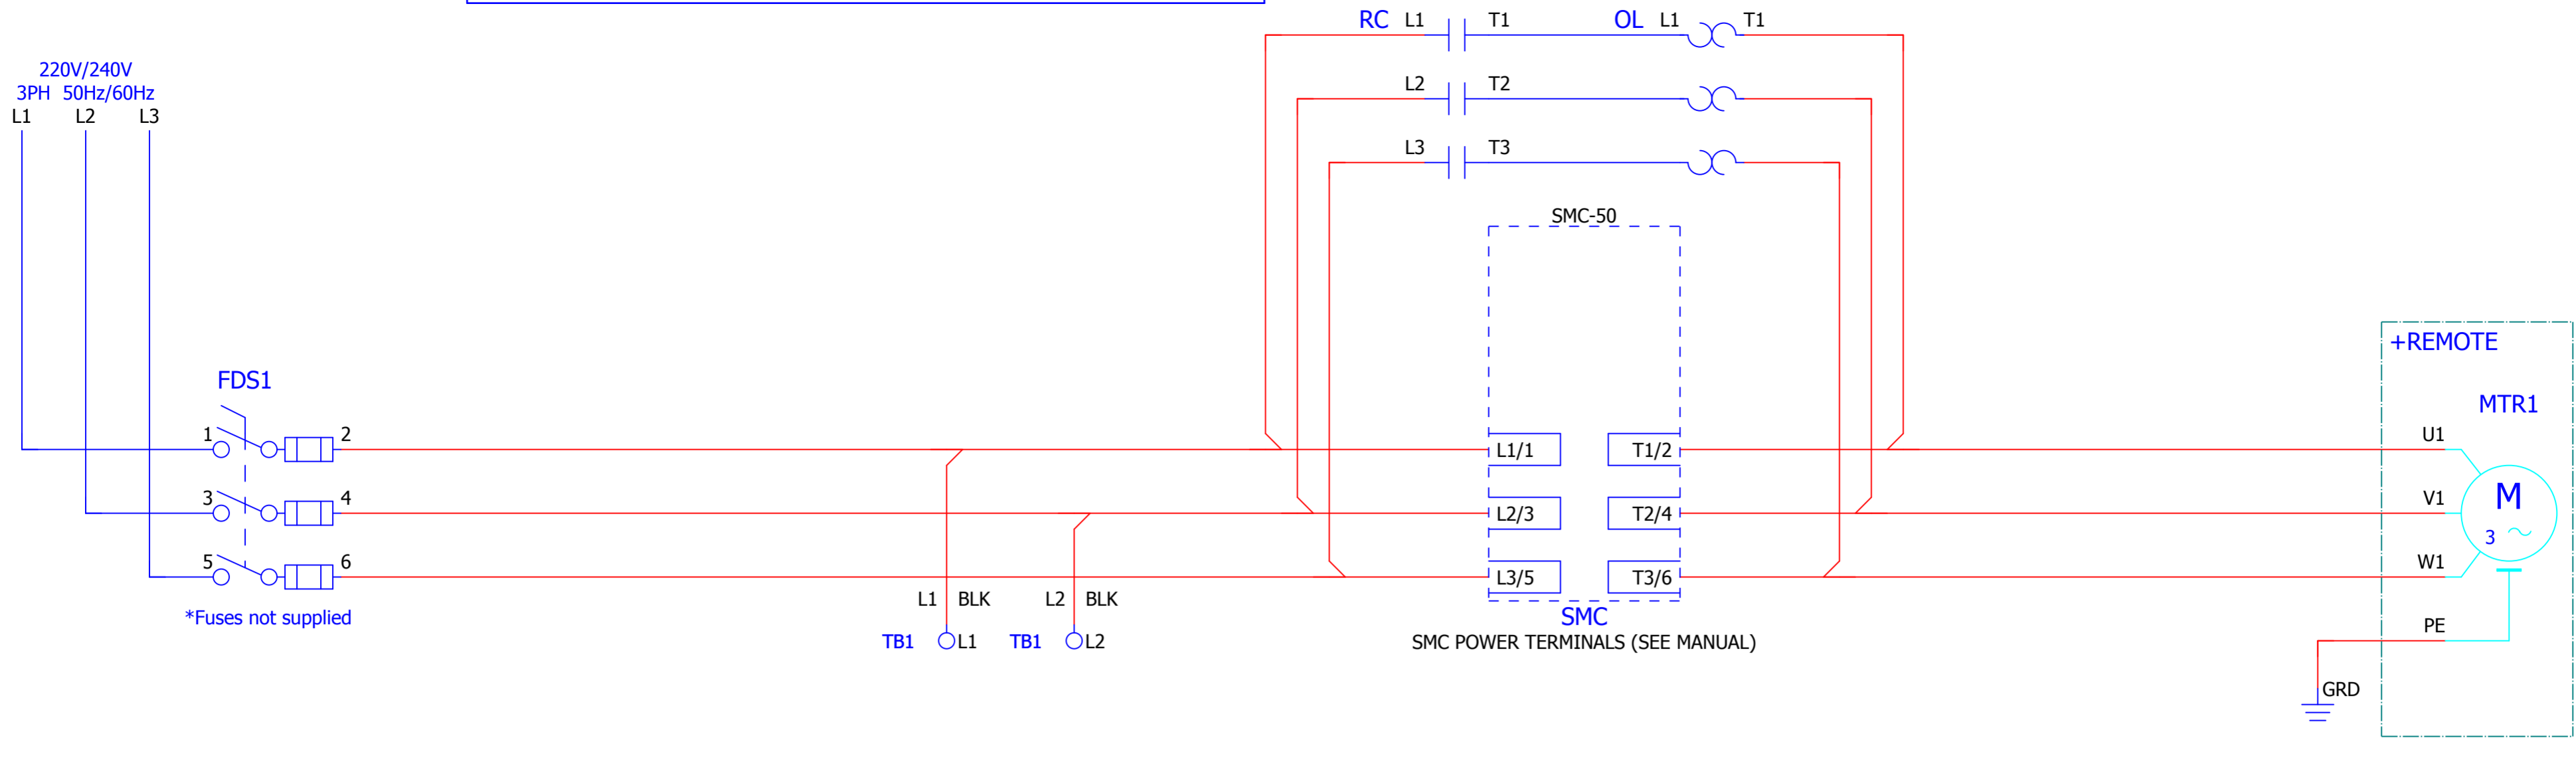 RC L1 T1 OL L1 T1
220V/240V
3PH 50Hz/60Hz
L1 L2 L3
L2 T2
L3 T3
SMC-50
+REMOTE
FDS1
MTR1
1 2
L1/1 T1/2
U1
3 4
L2/3 T2/4
V1
M
3
5 6
L3/5 T3/6
W1
*Fuses not supplied
L1 BLK L2 BLK
SMC
TB1 L1 TB1 L2
SMC POWER TERMINALS (SEE MANUAL)
PE
GRD